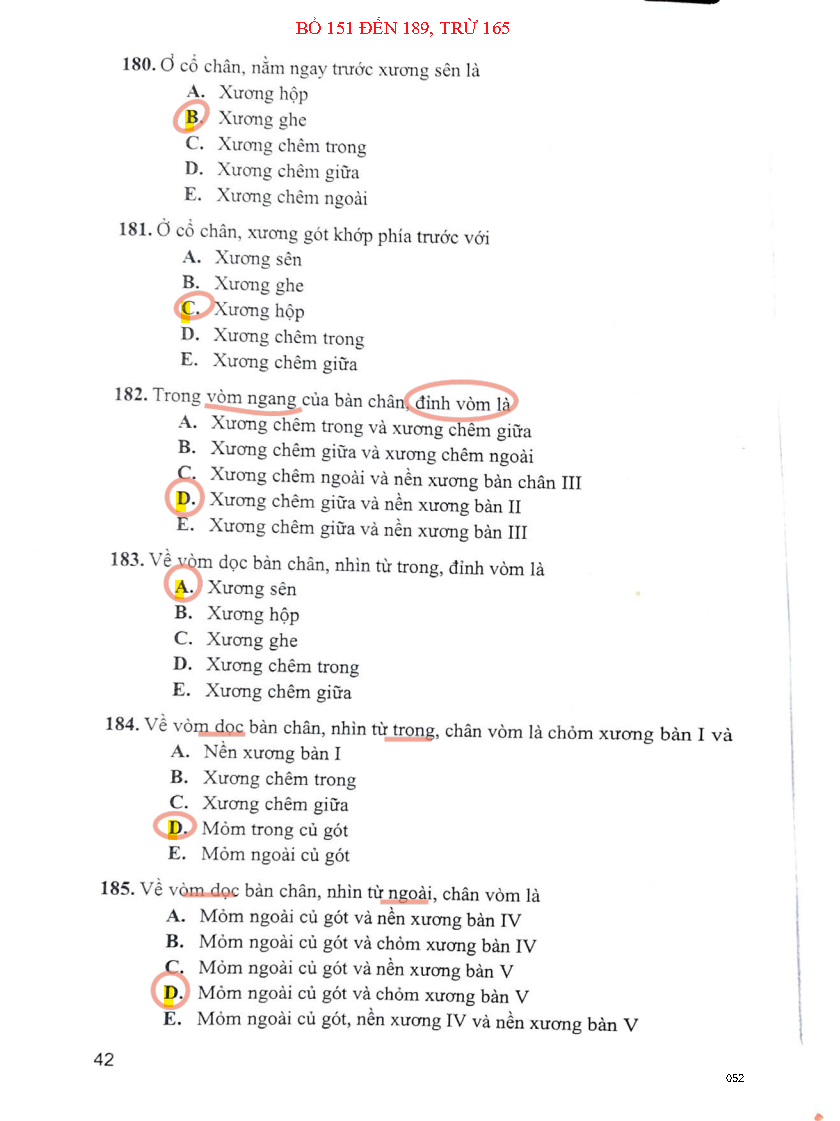 BỎ 151 ĐẾN 189, TRỪ 165
180. Ở cổ chân, nằm ngay trước xương sên là
A. Xương hộp
B. Xương ghe
C. Xương chêm trong
D. Xương chêm giữa
E. Xương chêm ngoài
181. Ở cổ chân, xương gót khớp phía trước với
A. Xương sên
B. Xương ghe
C. Xương hộp
D. Xương chêm trong
E. Xương chêm giữa
182. Trong vòm ngang của bàn chân, đỉnh vòm là
A. Xương chêm trong và xương chêm giữa
B. Xương chêm giữa và xương chêm ngoài
C. Xương chêm ngoài và nền xương bàn chân III
D. Xương chêm giữa và nền xương bàn II
E. Xương chêm giữa và nền xương bàn III
183. Về vòm dọc bàn chân, nhìn từ trong, đỉnh vòm là
A. Xương sên
B. Xương hộp
C. Xương ghe
D. Xương chêm trong
E. Xương chêm giữa
184. Về vòm dọc bàn chân, nhìn từ trong, chân vòm là chỏm xương bàn I và
A. Nền xương bàn I
B. Xương chêm trong
C. Xương chêm giữa
D. Mỏm trong củ gót
E. Mỏm ngoài củ gót
185. Về vòm dọc bàn chân, nhìn từ ngoài, chân vòm là
A. Mỏm ngoài củ gót và nền xương bàn IV
B. Mỏm ngoài củ gót và chỏm xương bàn IV
C. Mỏm ngoài củ gót và nền xương bàn V
D. Mỏm ngoài củ gót và chỏm xương bàn V
E. Mỏm ngoài củ gót, nền xương IV và nền xương bàn V
42
052